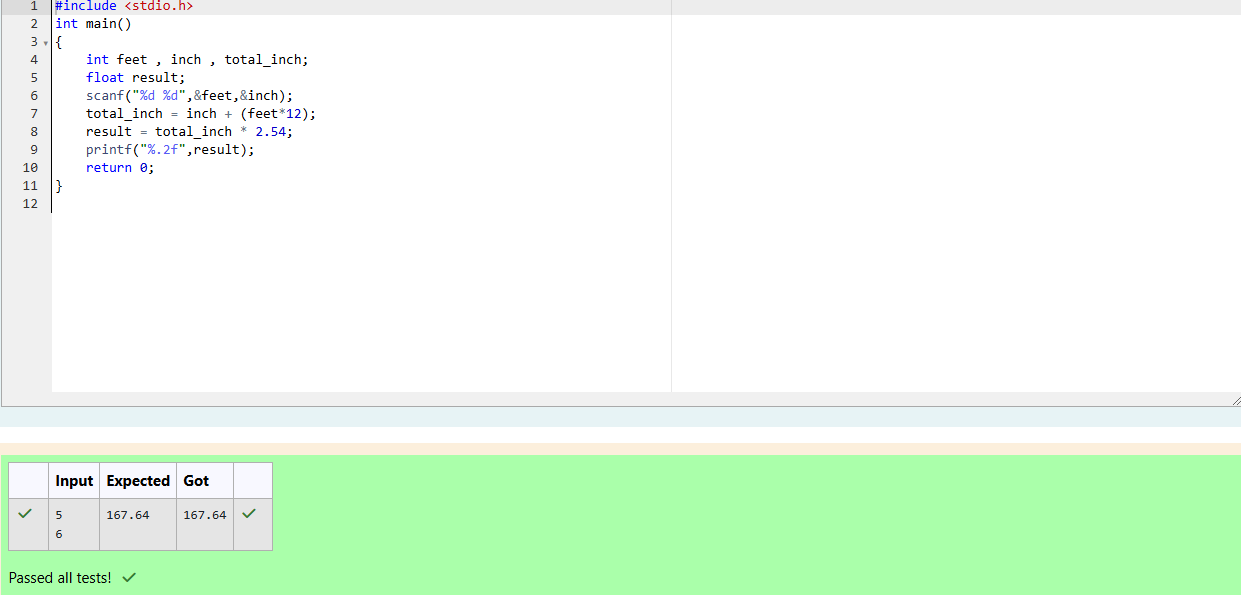 1 #include <stdio.h>
2 int main()
3 {
4     int feet , inch , total_inch;
5     float result;
6     scanf("%d %d",&feet,&inch);
7     total_inch = inch + (feet*12);
8     result = total_inch * 2.54;
9     printf("%.2f",result);
10     return 0;
11 }
12
Input Expected Got
5 167.64 167.64
6
Passed all tests!